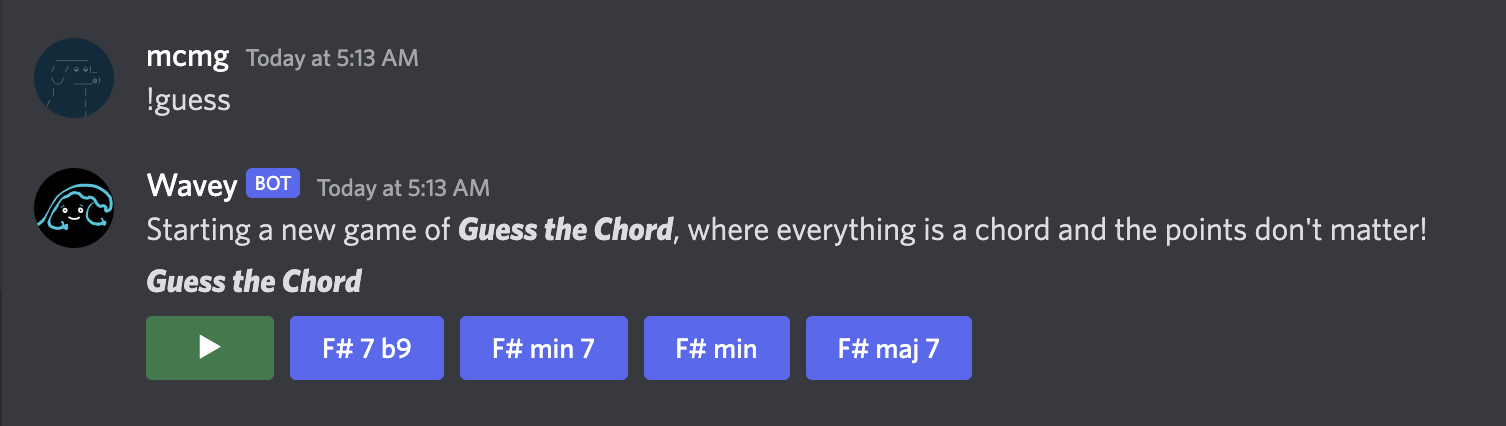 mcmg Today at 5:13 AM
!guess
Wavey BOT Today at 5:13 AM
Starting a new game of Guess the Chord, where everything is a chord and the points don't matter!
Guess the Chord
F# 7 b9 F# min 7 F# min F# maj 7